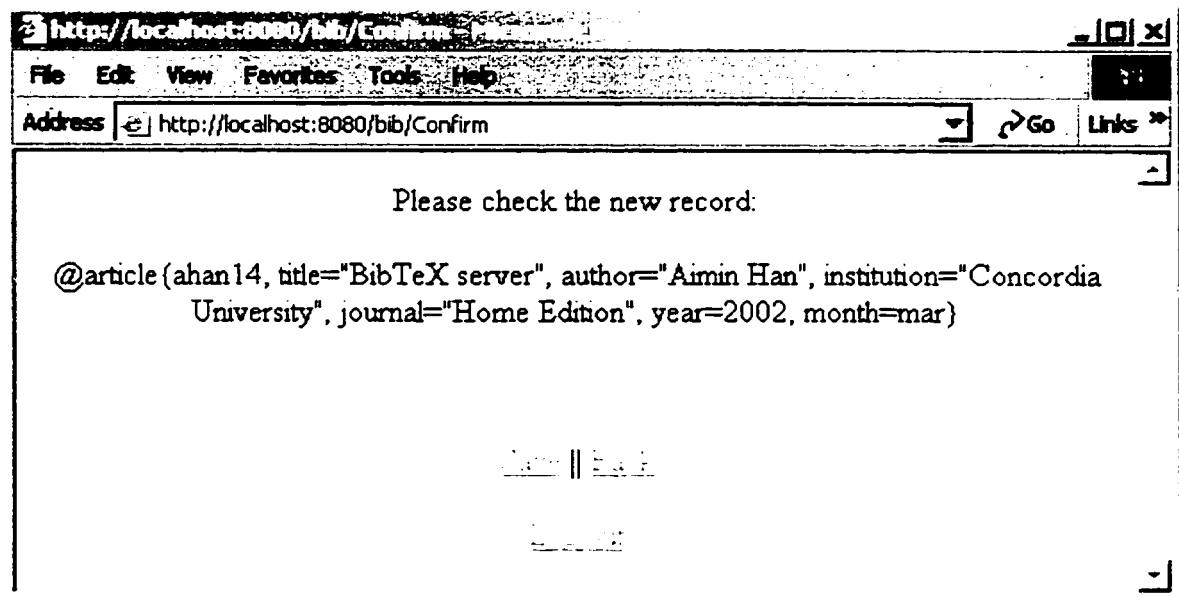 http://localhost:8080/bib/Confirm
File Edit View Favorites Tools Help
Address http://localhost:8080/bib/Confirm Go Links »
Please check the new record:
@article{ahan14, title="BibTeX server", author="Aimin Han", institution="Concordia
University", journal="Home Edition", year=2002, month=mar}
||